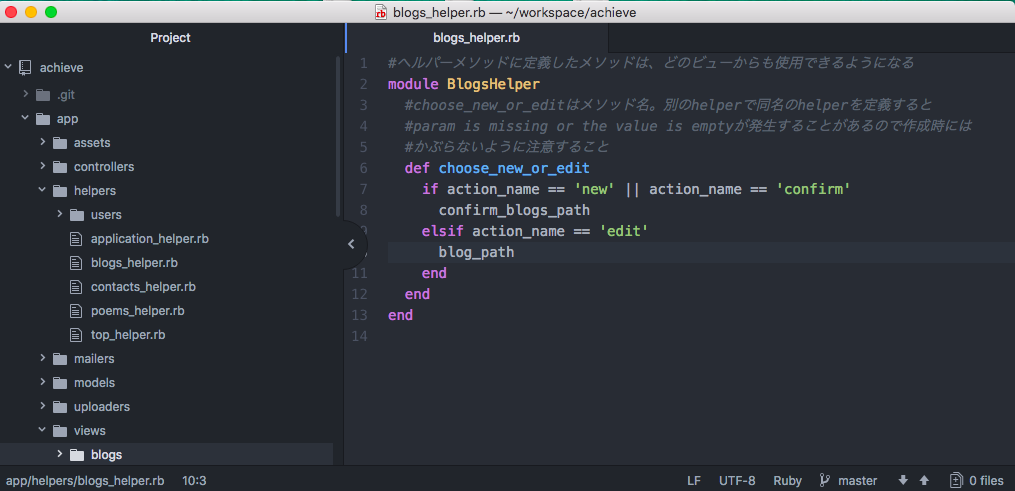 blogs_helper.rb — ~/workspace/achieve
Project
achieve
.git
app
assets
controllers
helpers
users
application_helper.rb
blogs_helper.rb
contacts_helper.rb
poems_helper.rb
top_helper.rb
mailers
models
uploaders
views
blogs
blogs_helper.rb
1 #ヘルパーメソッドに定義したメソッドは、どのビューからも使用できるようになる
2 module BlogsHelper
3 #choose_new_or_editはメソッド名。別のhelperで同名のhelperを定義すると
4 #param is missing or the value is emptyが発生することがあるので作成時には
5 #かぶらないように注意すること
6 def choose_new_or_edit
7 if action_name == 'new' || action_name == 'confirm'
8 confirm_blogs_path
elsif action_name == 'edit'
blog_path
11 end
12 end
13 end
14
app/helpers/blogs_helper.rb 10:3 LF UTF-8 Ruby master 0 files